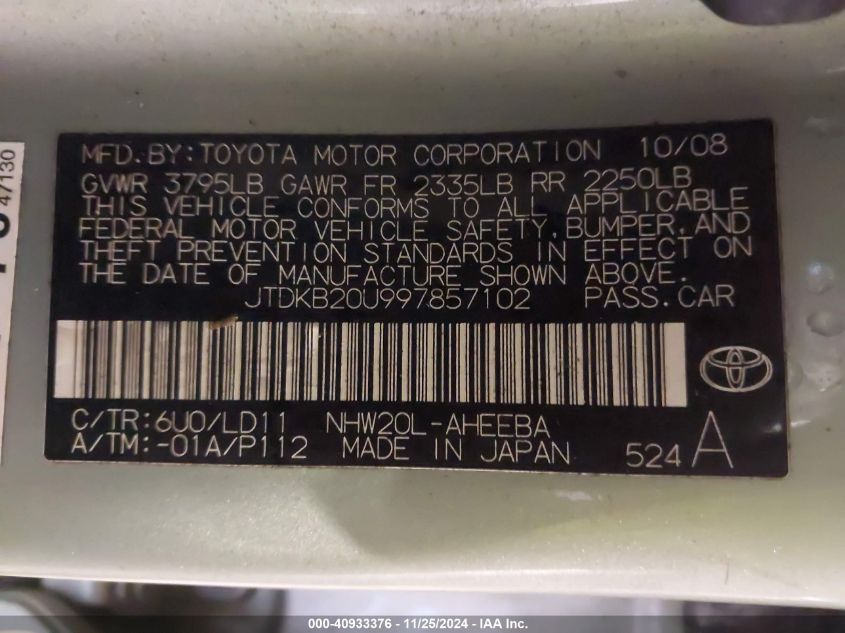 MFD.BY:TOYOTA MOTOR CORPORATION 10/08
GVWR 3795LB GAWR FR 2335LB RR 2250LB
THIS VEHICLE CONFORMS TO ALL APPLICABLE
FEDERAL MOTOR VEHICLE SAFETY,BUMPER,AND
THEFT PREVENTION STANDARDS IN EFFECT ON
THE DATE OF MANUFACTURE SHOWN ABOVE.
JTDKB20U997857102 PASS.CAR
C/TR:6U0/LD11 NHW20L-AHEEBA
A/TM:-01A/P112 MADE IN JAPAN 524 A
47130
000-40933376 - 11/25/2024 - IAA Inc.